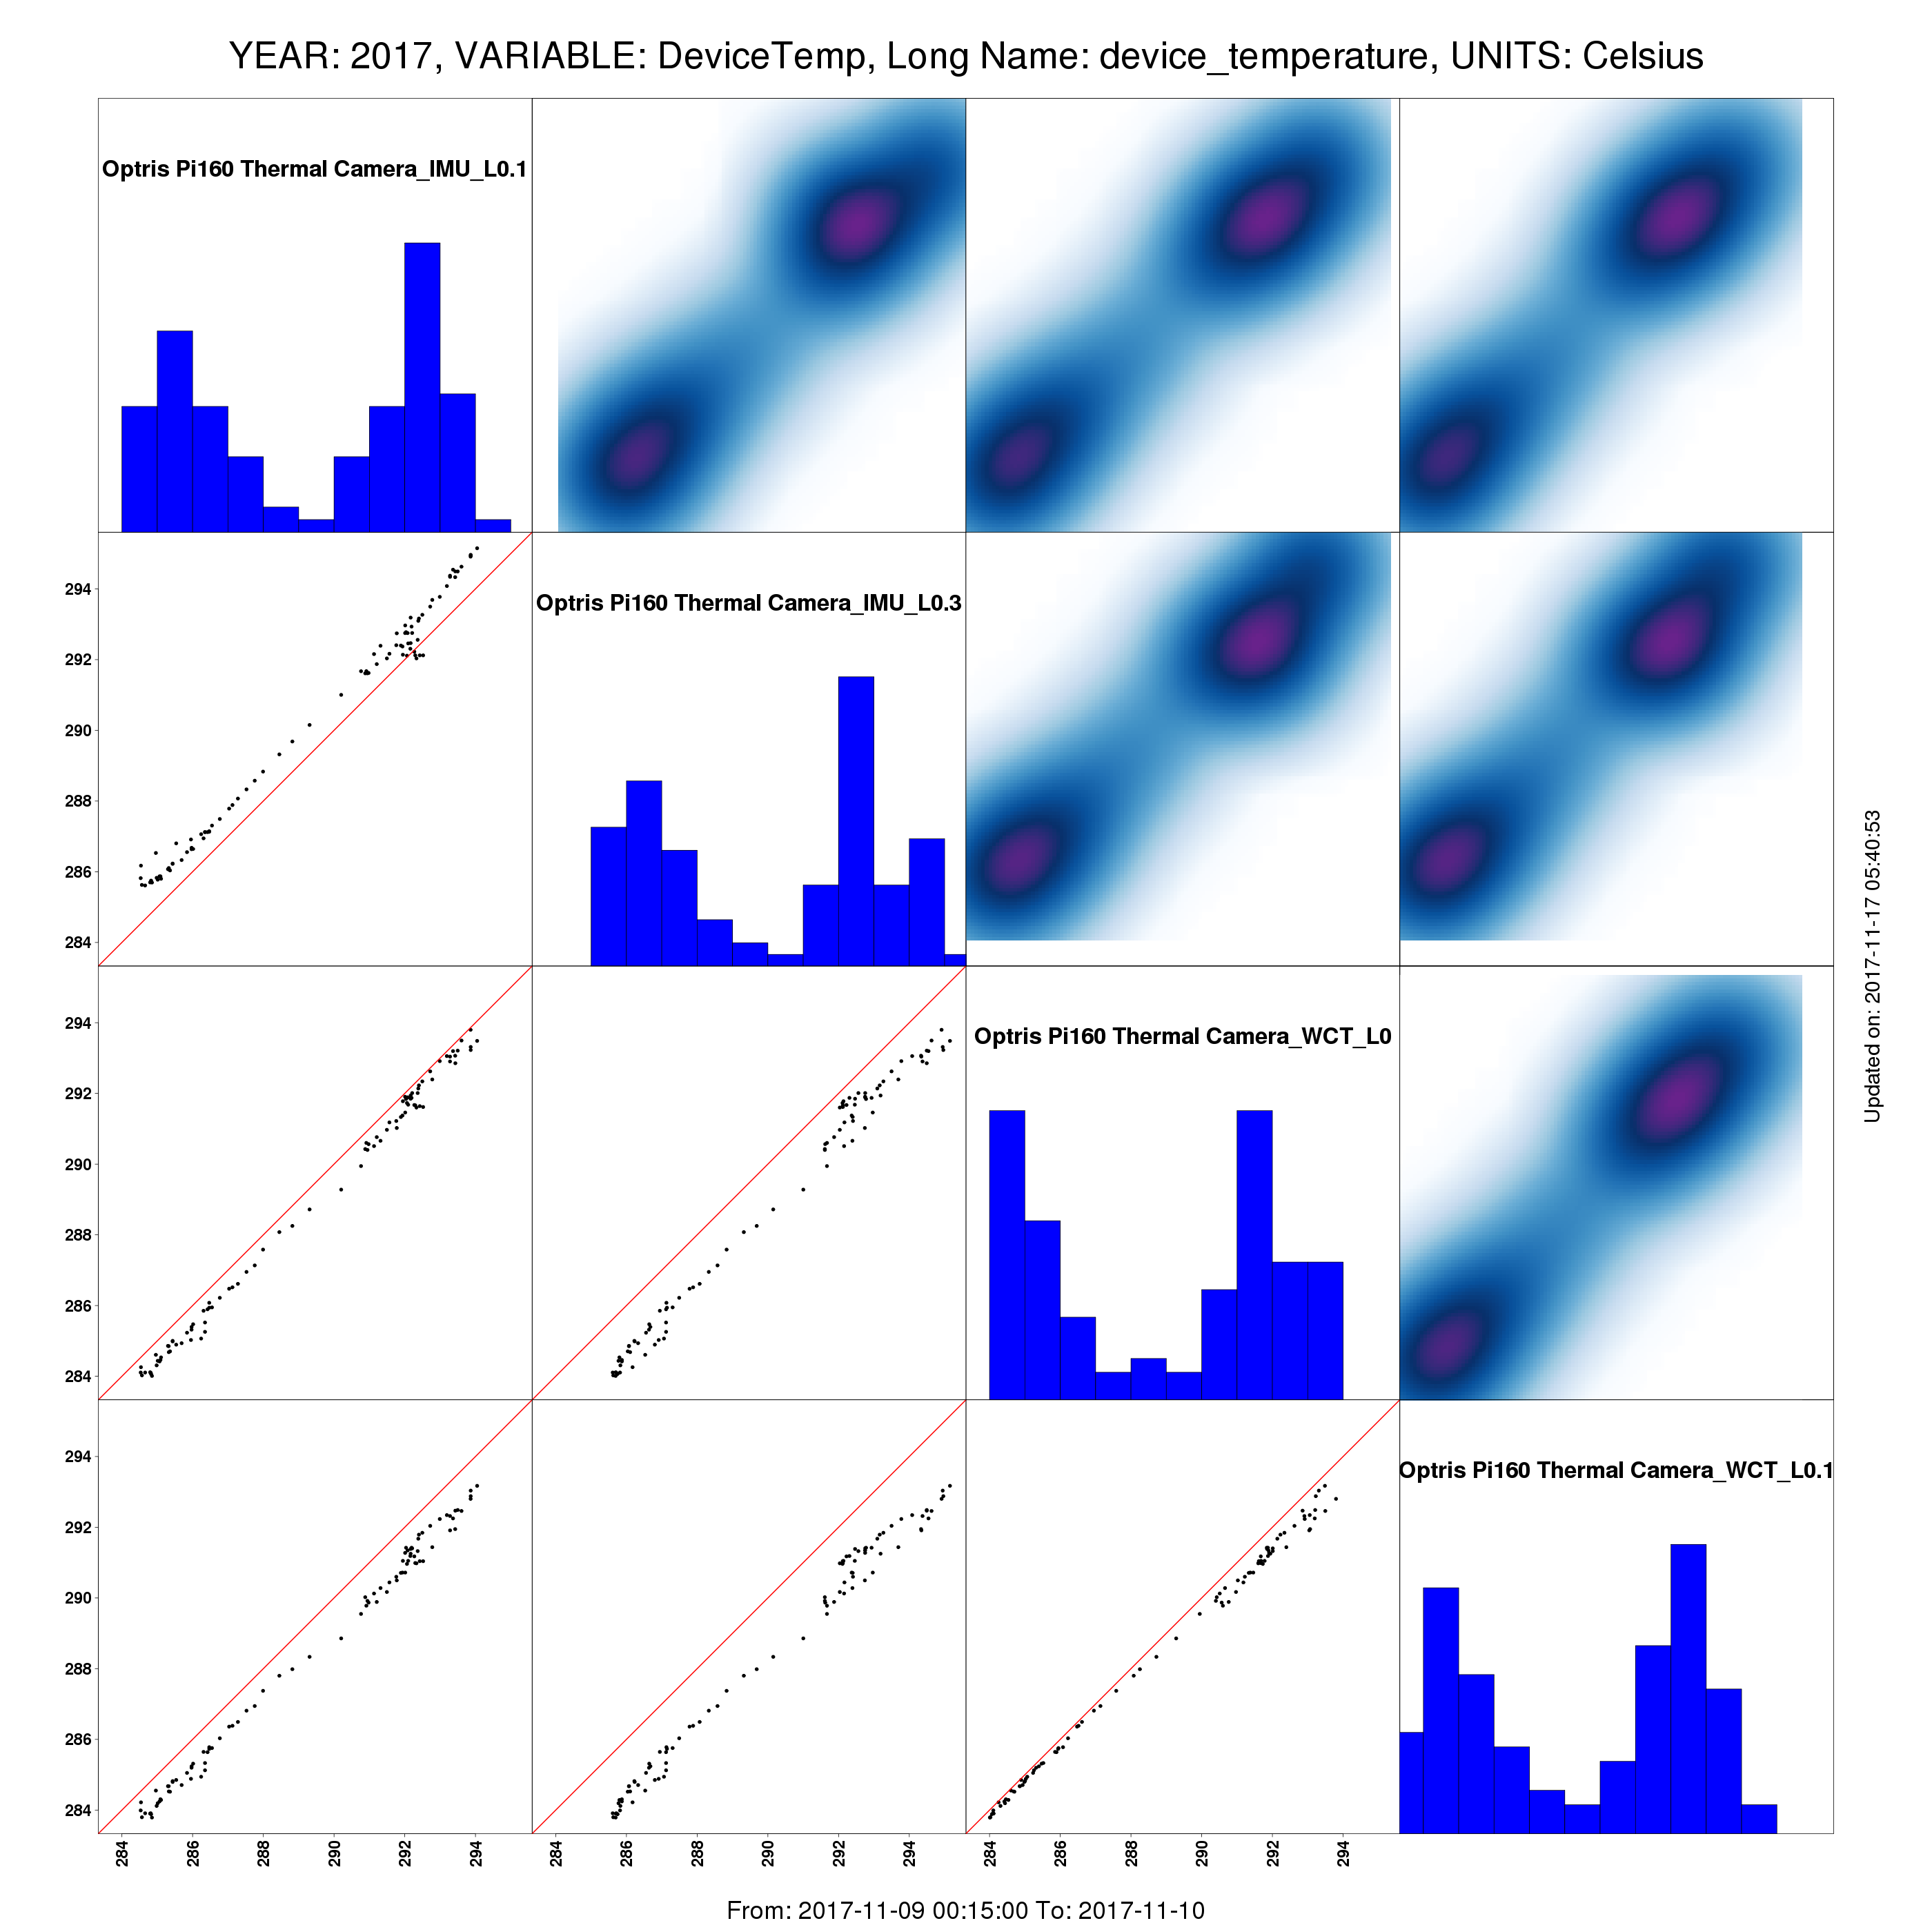 YEAR: 2017, VARIABLE: DeviceTemp, Long Name: device_temperature, UNITS: Celsius
Optris Pi160 Thermal Camera_IMU_L0.1
294
292
290
288
286
284
Optris Pi160 Thermal Camera_IMU_L0.3
294
292
290
288
286
284
Optris Pi160 Thermal Camera_WCT_L0
294
292
290
288
286
284
Optris Pi160 Thermal Camera_WCT_L0.1
284 286 288 290 292 294 284 286 288 290 292 294 284 286 288 290 292 294
Updated on: 2017-11-17 05:40:53
From: 2017-11-09 00:15:00 To: 2017-11-10